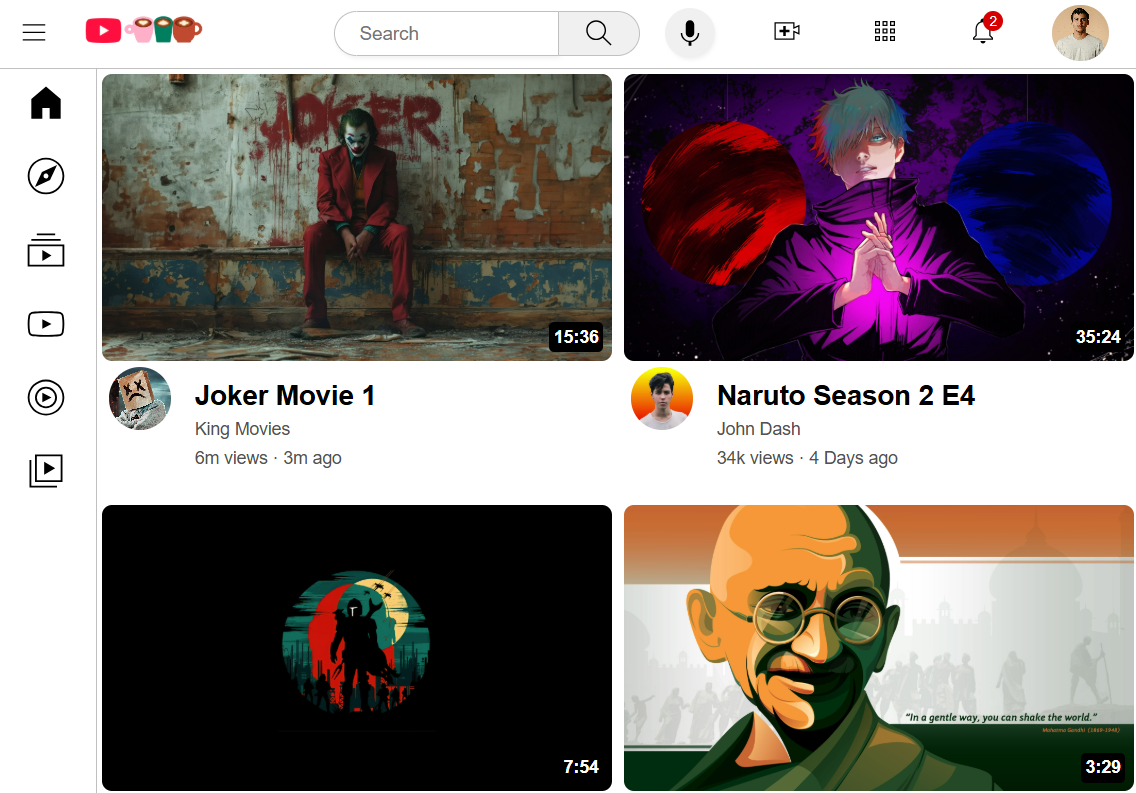 Search
2
JOKER
15:36
35:24
Joker Movie 1
King Movies
6m views · 3m ago
Naruto Season 2 E4
John Dash
34k views · 4 Days ago
7:54
“In a gentle way, you can shake the world.”
Mahatma Gandhi (1869-1948)
3:29